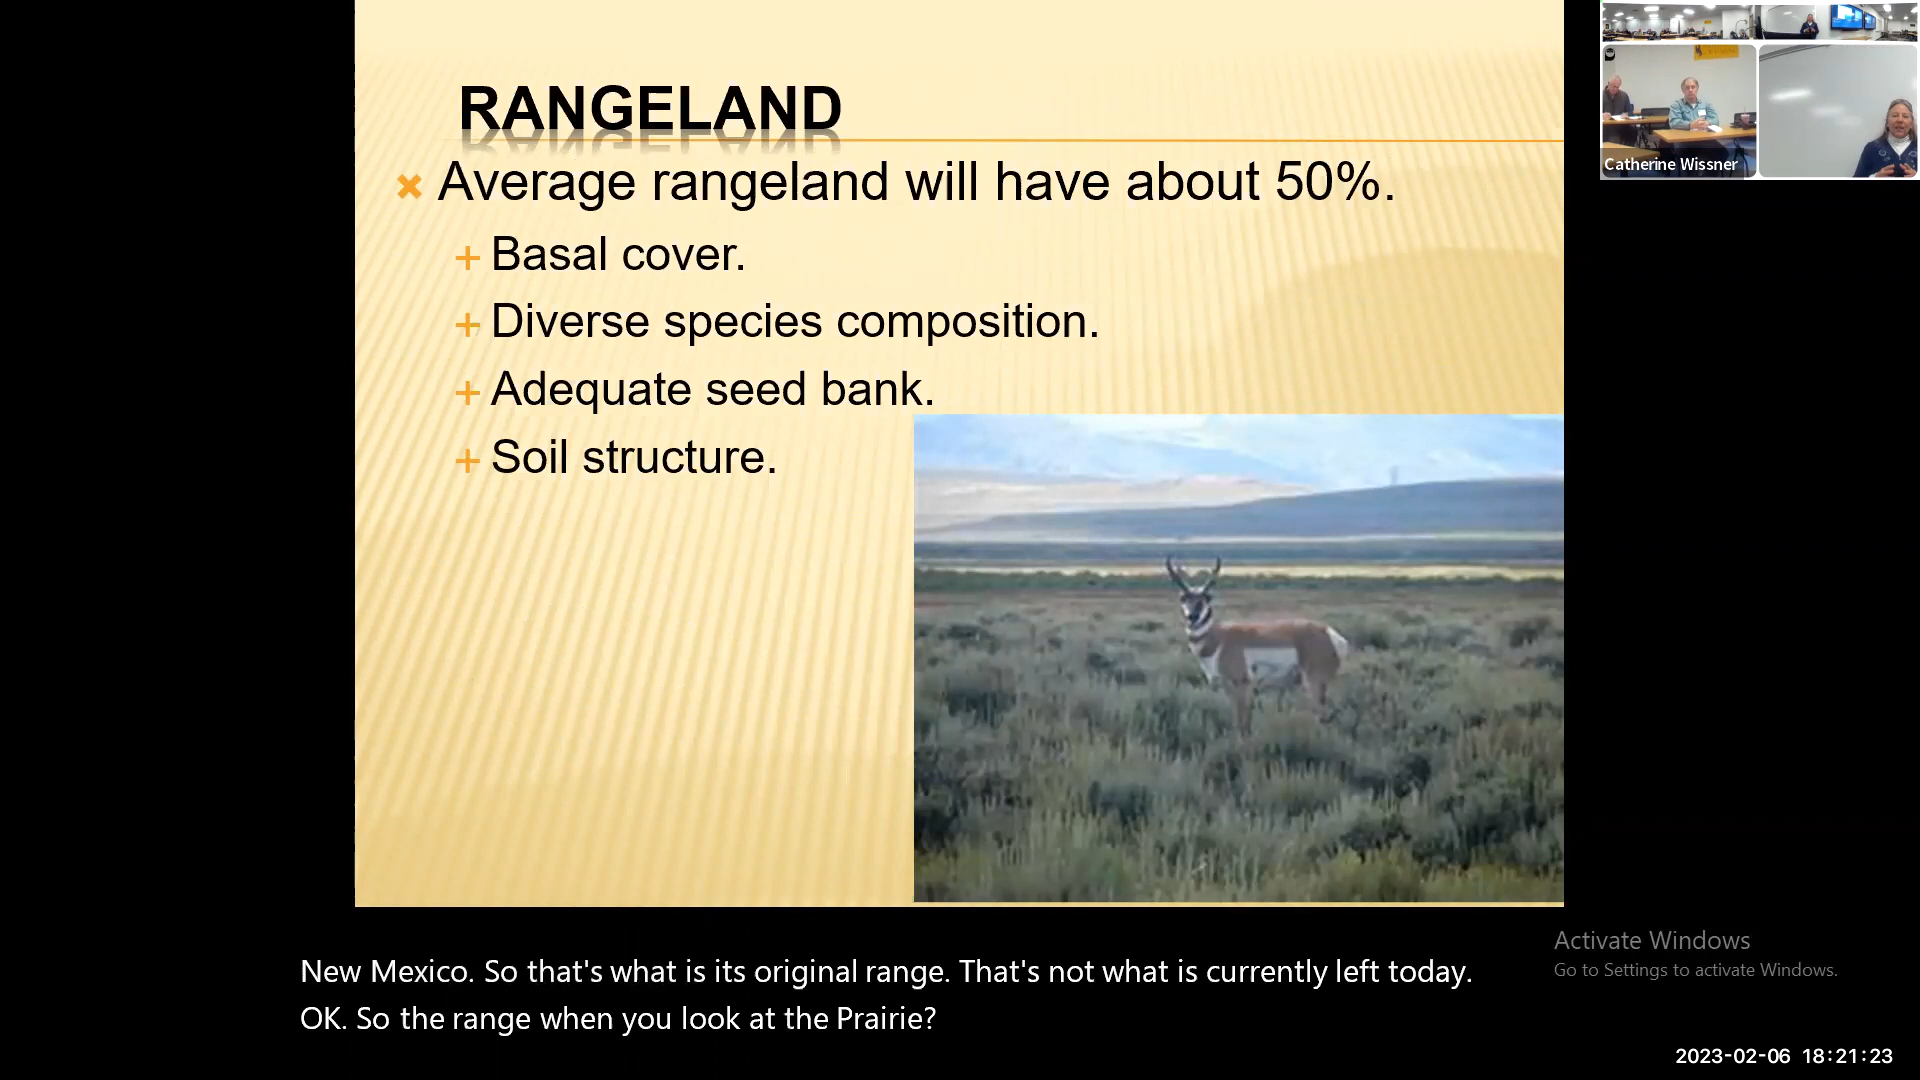 RANGELAND
Average rangeland will have about 50%.
Basal cover.
Diverse species composition.
Adequate seed bank.
Soil structure.
Catherine Wissner
New Mexico. So that's what is its original range. That's not what is currently left today.
OK. So the range when you look at the Prairie?
Activate Windows
Go to Settings to activate Windows.
2023-02-06 18:21:23